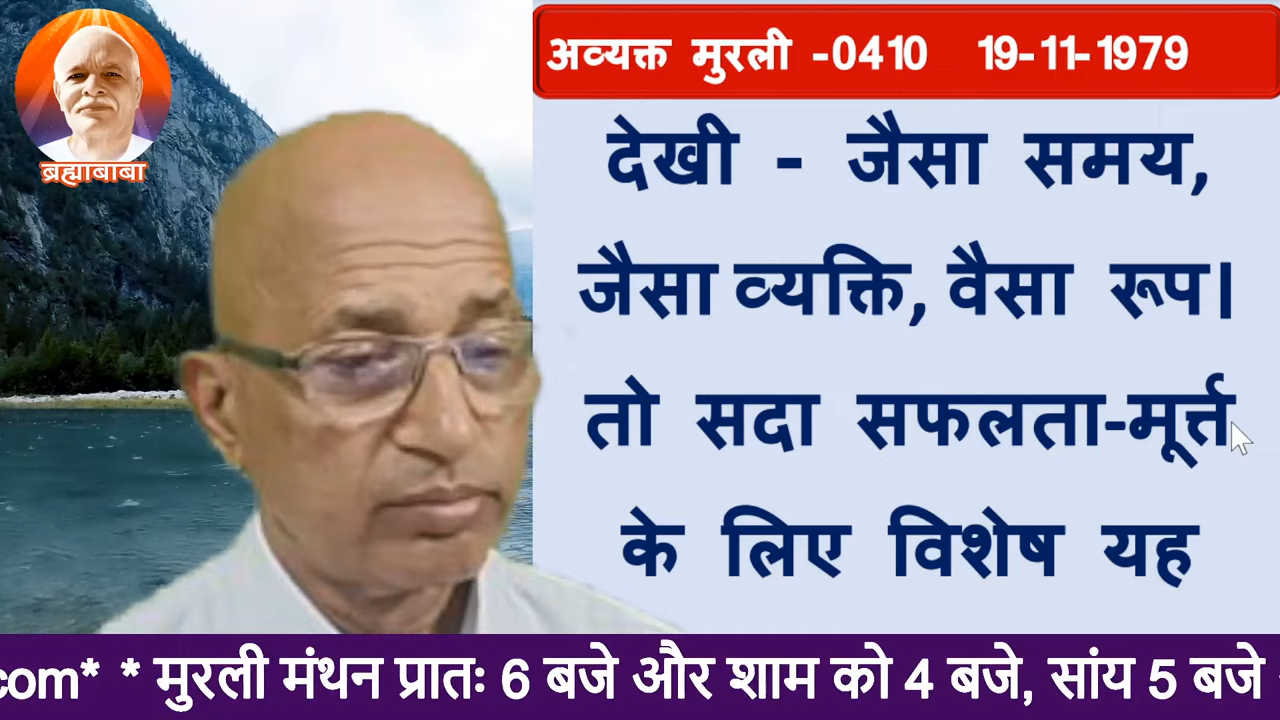 अव्यक्त मुरली -0410 19-11-1979
ब्रह्माबाबा
देखी - जैसा समय,
जैसा व्यक्ति, वैसा रूप।
तो सदा सफलता-मूर्त्त
के लिए विशेष यह
com* * मुरली मंथन प्रातः 6 बजे और शाम को 4 बजे, सांय 5 बजे